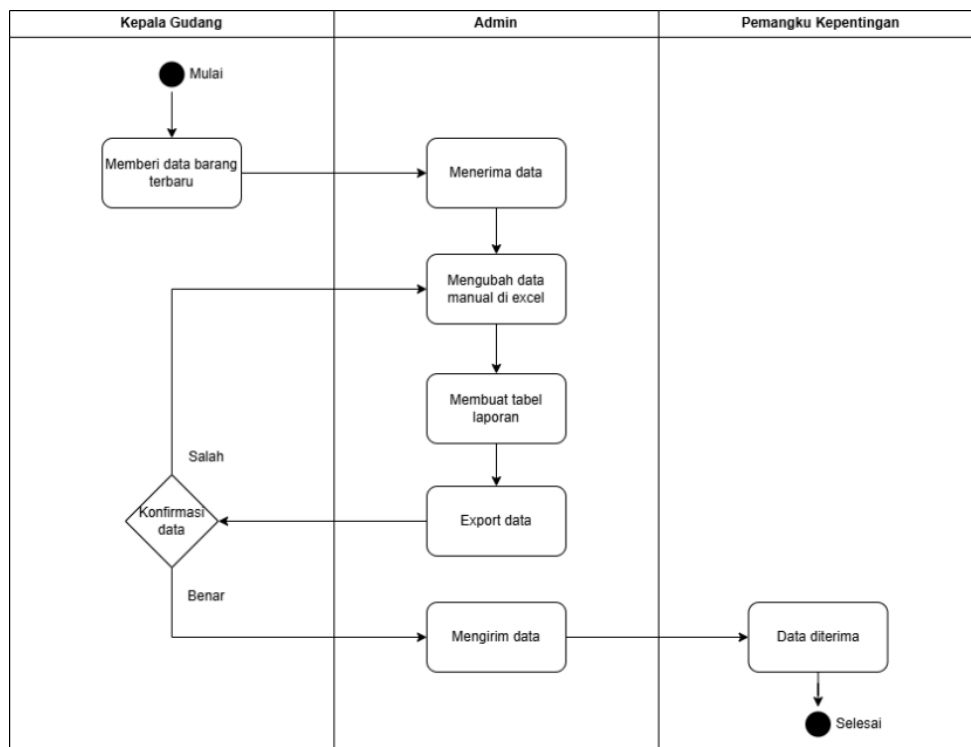 Kepala Gudang
Admin
Pemangku Kepentingan
Mulai
Memberi data barang
terbaru
Menerima data
Mengubah data
manual di excel
Membuat tabel
laporan
Salah
Konfirmasi
data
Export data
Benar
Mengirim data
Data diterima
Selesai